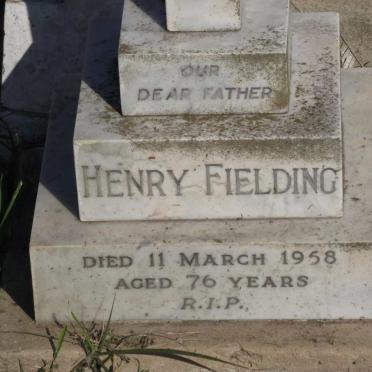 OUR
DEAR FATHER
HENRY FIELDING
DIED 11 MARCH 1958
AGED 76 YEARS
R.I.P.